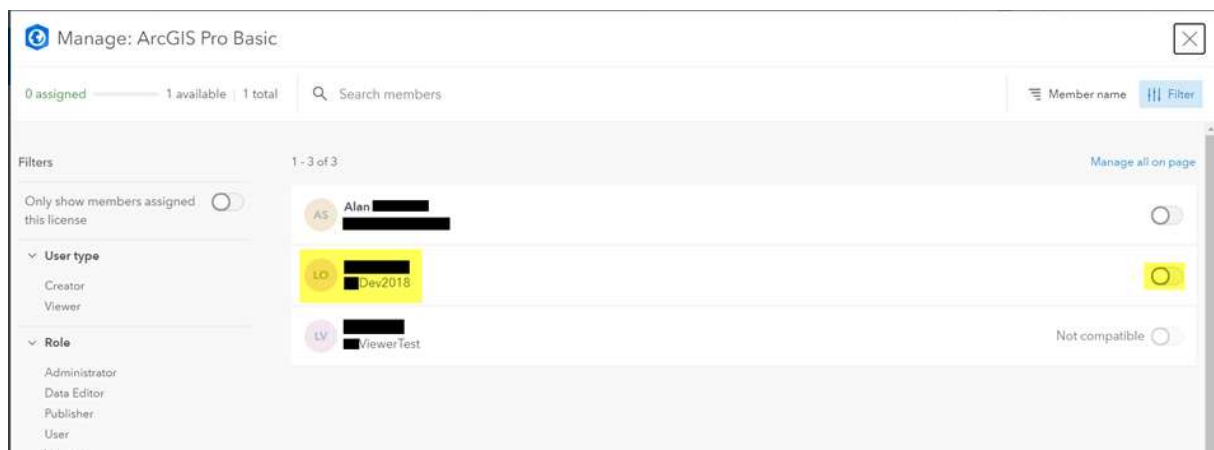 Manage: ArcGIS Pro Basic
0 assigned 1 available | 1 total
Search members
Member name
Filter
Filters
1 - 3 of 3
Manage all on page
Only show members assigned
this license
AS
Alan
User type
Creator
Viewer
LO
Dev2018
Role
Administrator
Data Editor
Publisher
User
LV
ViewerTest
Not compatible